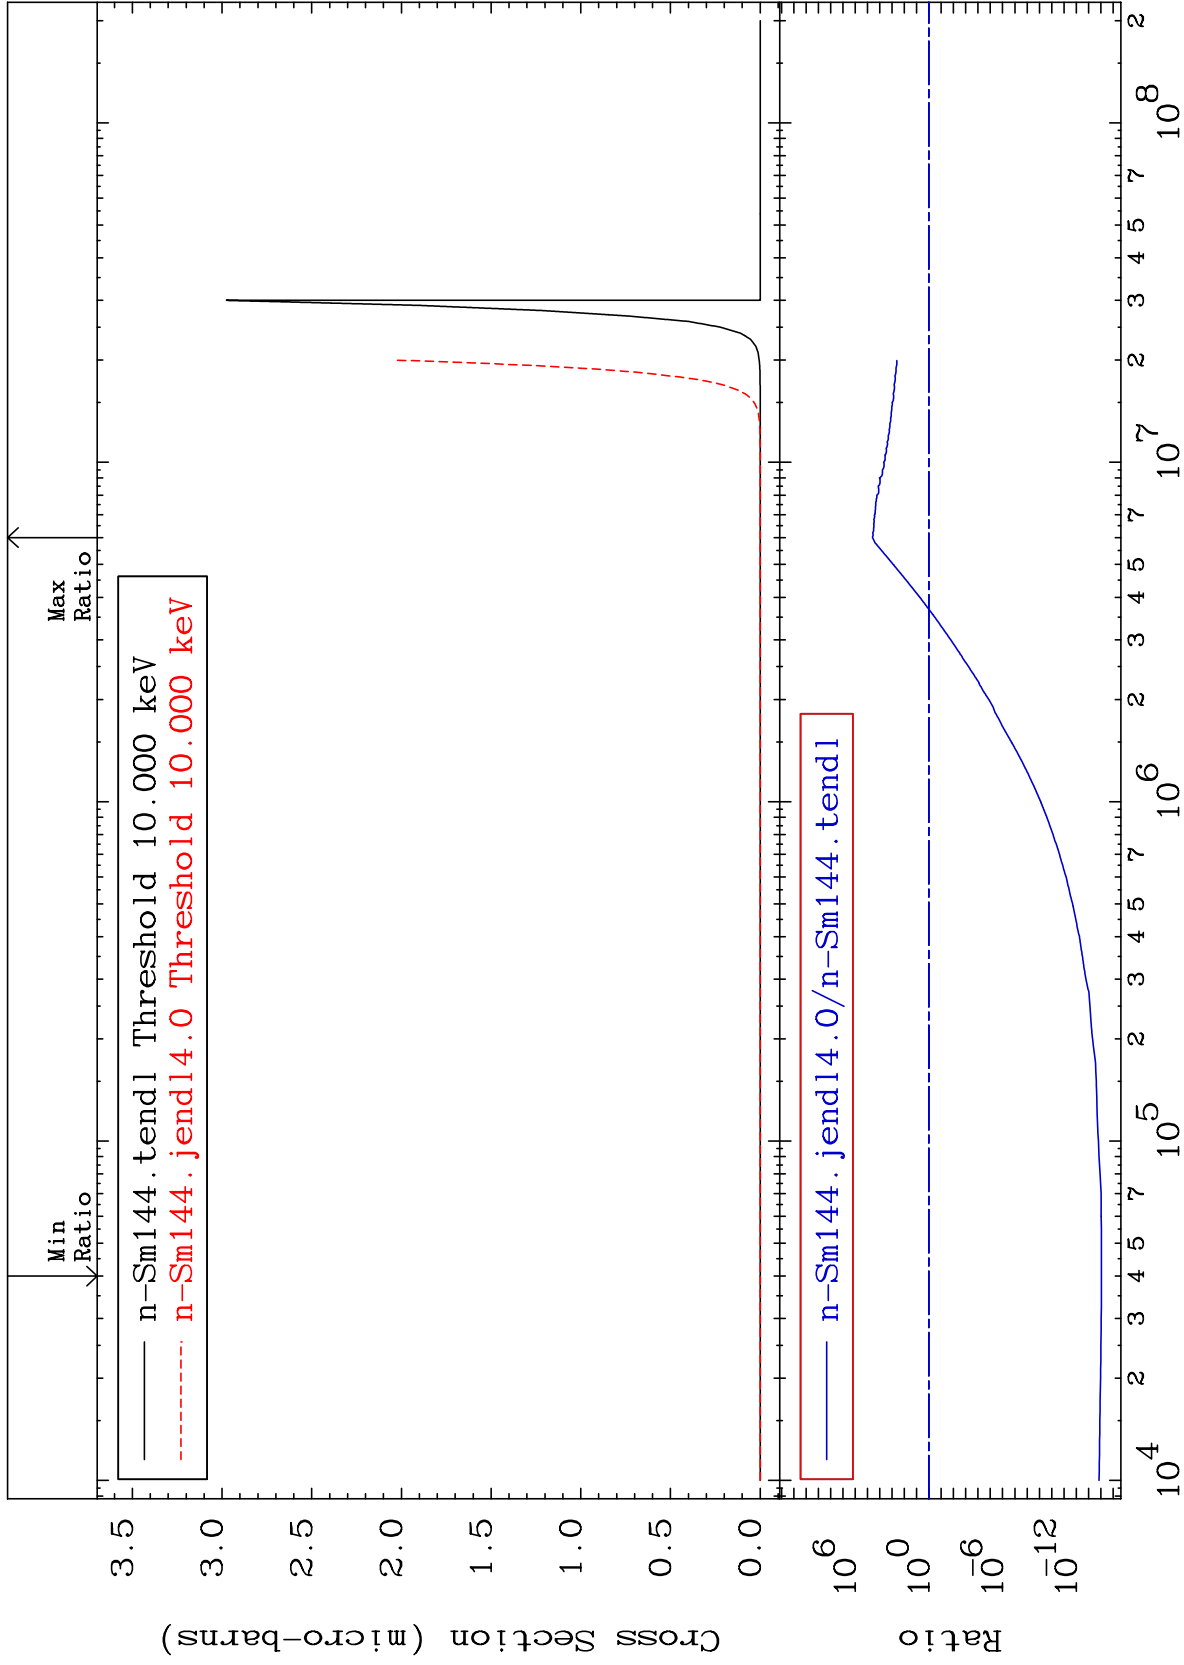 Min
Ratio
Max
Ratio
n-Sm144.tendl Threshold 10.000 keV
n-Sm144.jendl4.0 Threshold 10.000 keV
3.5
3.0
2.5
2.0
1.5
1.0
0.5
0.0
Cross Section (micro-barns)
n-Sm144.jendl4.0/n-Sm144.tendl
10^6
10^0
10^-6
10^-12
Ratio
10^4 2 3 4 5 7 10^5 2 3 4 5 7 10^6 2 3 4 5 7 10^7 2 3 4 5 7 10^8 2